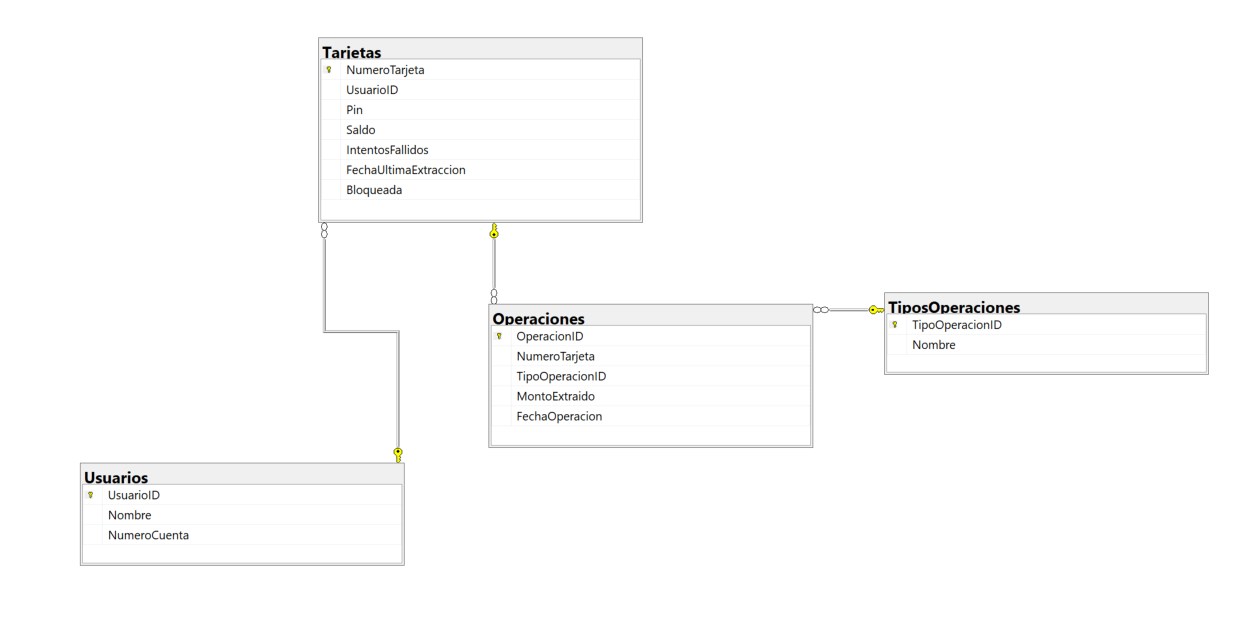 Tarjetas
NumeroTarjeta
UsuarioID
Pin
Saldo
IntentosFallidos
FechaUltimaExtraccion
Bloqueada
Operaciones
OperacionID
NumeroTarjeta
TipoOperacionID
MontoExtraido
FechaOperacion
TiposOperaciones
TipoOperacionID
Nombre
Usuarios
UsuarioID
Nombre
NumeroCuenta